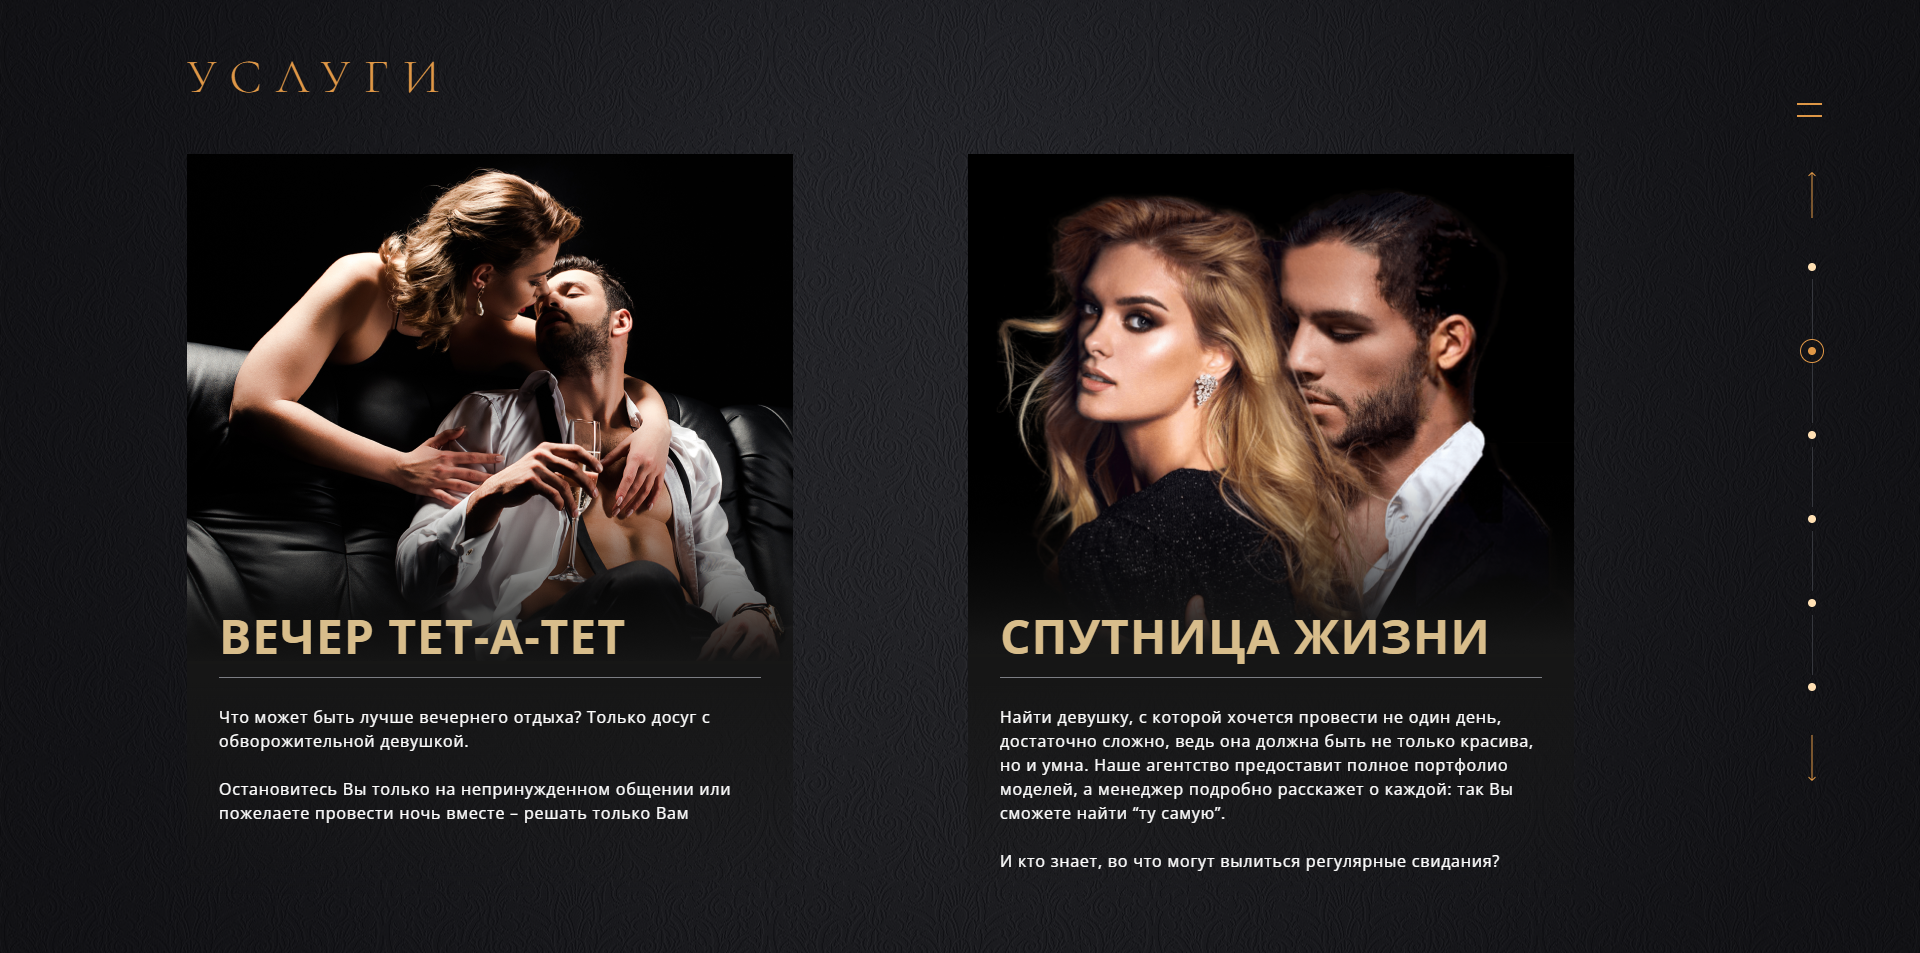 УСЛУГИ
ВЕЧЕР ТЕТ-А-ТЕТ
Что может быть лучше вечернего отдыха? Только досуг с
обворожительной девушкой.
Остановитесь Вы только на непринужденном общении или
пожелаете провести ночь вместе – решать только Вам
СПУТНИЦА ЖИЗНИ
Найти девушку, с которой хочется провести не один день,
достаточно сложно, ведь она должна быть не только красива,
но и умна. Наше агентство предоставит полное портфолио
моделей, а менеджер подробно расскажет о каждой: так Вы
сможете найти “ту самую”.
И кто знает, во что могут вылиться регулярные свидания?